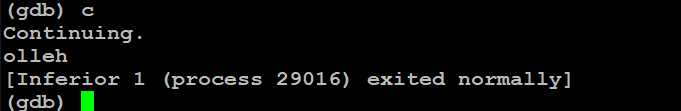 (gdb) c
Continuing.
olleh
[Inferior 1 (process 29016) exited normally]
(gdb)